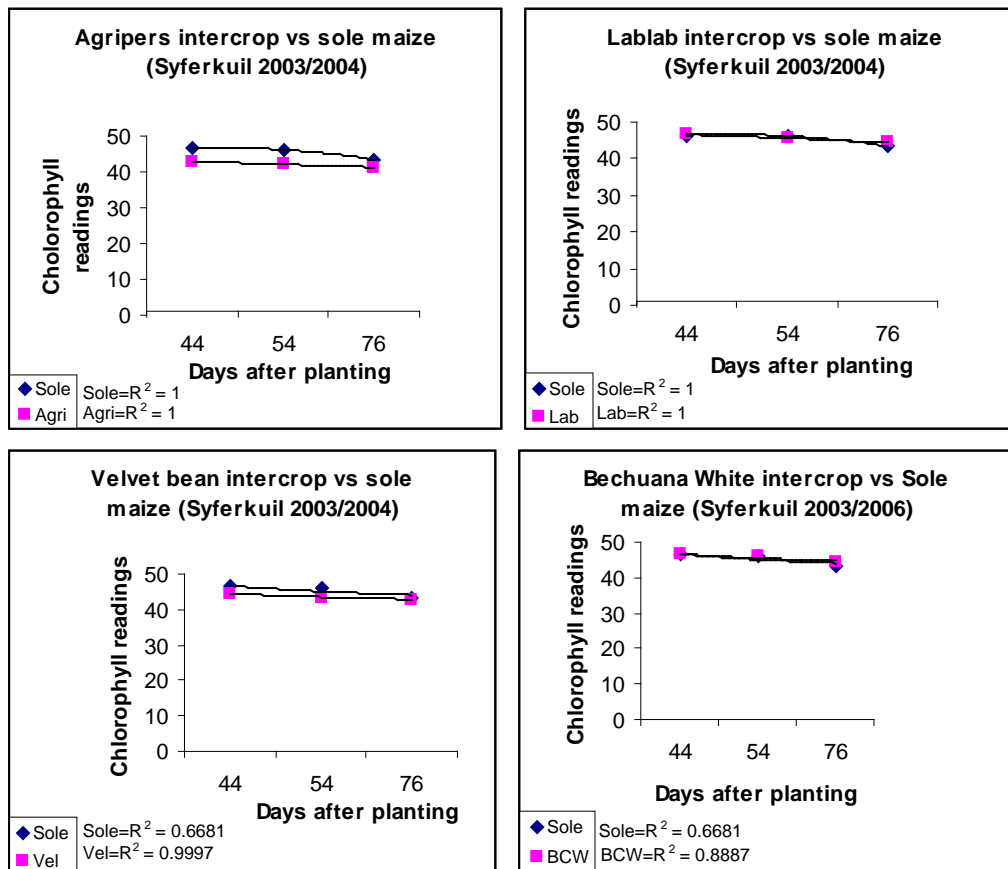 Agripers intercrop vs sole maize
(Syferkuil 2003/2004)
Cholorophyll
readings
50
40
30
20
10
0
44 54 76
Days after planting
Sole
Agri
Sole=R² = 1
Agri=R² = 1
Lablab intercrop vs sole maize
(Syferkuil 2003/2004)
Chlorophyll readings
50
40
30
20
10
0
44 54 76
Days after planting
Sole
Lab
Sole=R² = 1
Lab=R² = 1
Velvet bean intercrop vs sole
maize (Syferkuil 2003/2004)
Chlorophyll readings
50
40
30
20
10
0
44 54 76
Days after planting
Sole
Vel
Sole=R² = 0.6681
Vel=R² = 0.9997
Bechuana White intercrop vs Sole
maize (Syferkuil 2003/2006)
Chlorophyll readings
50
40
30
20
10
0
44 54 76
Days after planting
Sole
BCW
Sole=R² = 0.6681
BCW=R² = 0.8887